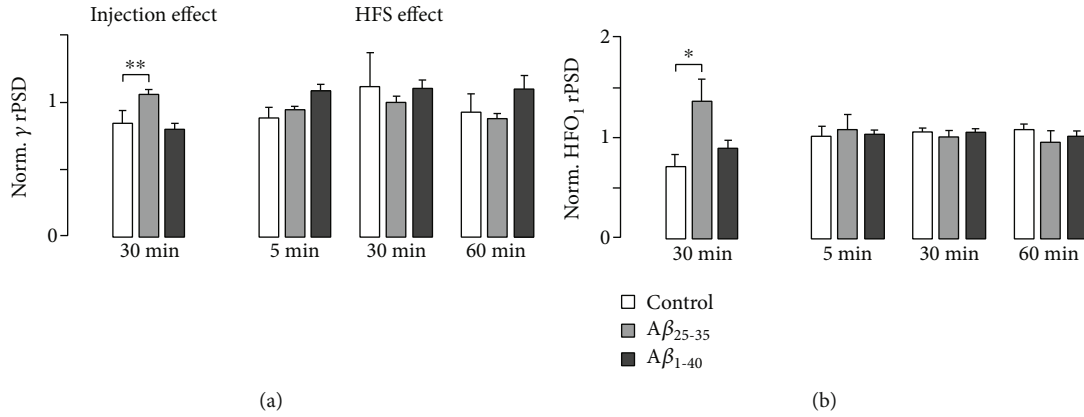 Injection effect
HFS effect
Norm. γ rPSD
1
0
**
30 min
5 min
30 min
60 min
(a)
Norm. HFO1 rPSD
2
1
0
*
30 min
5 min
30 min
60 min
Control
Aβ25-35
Aβ1-40
(b)